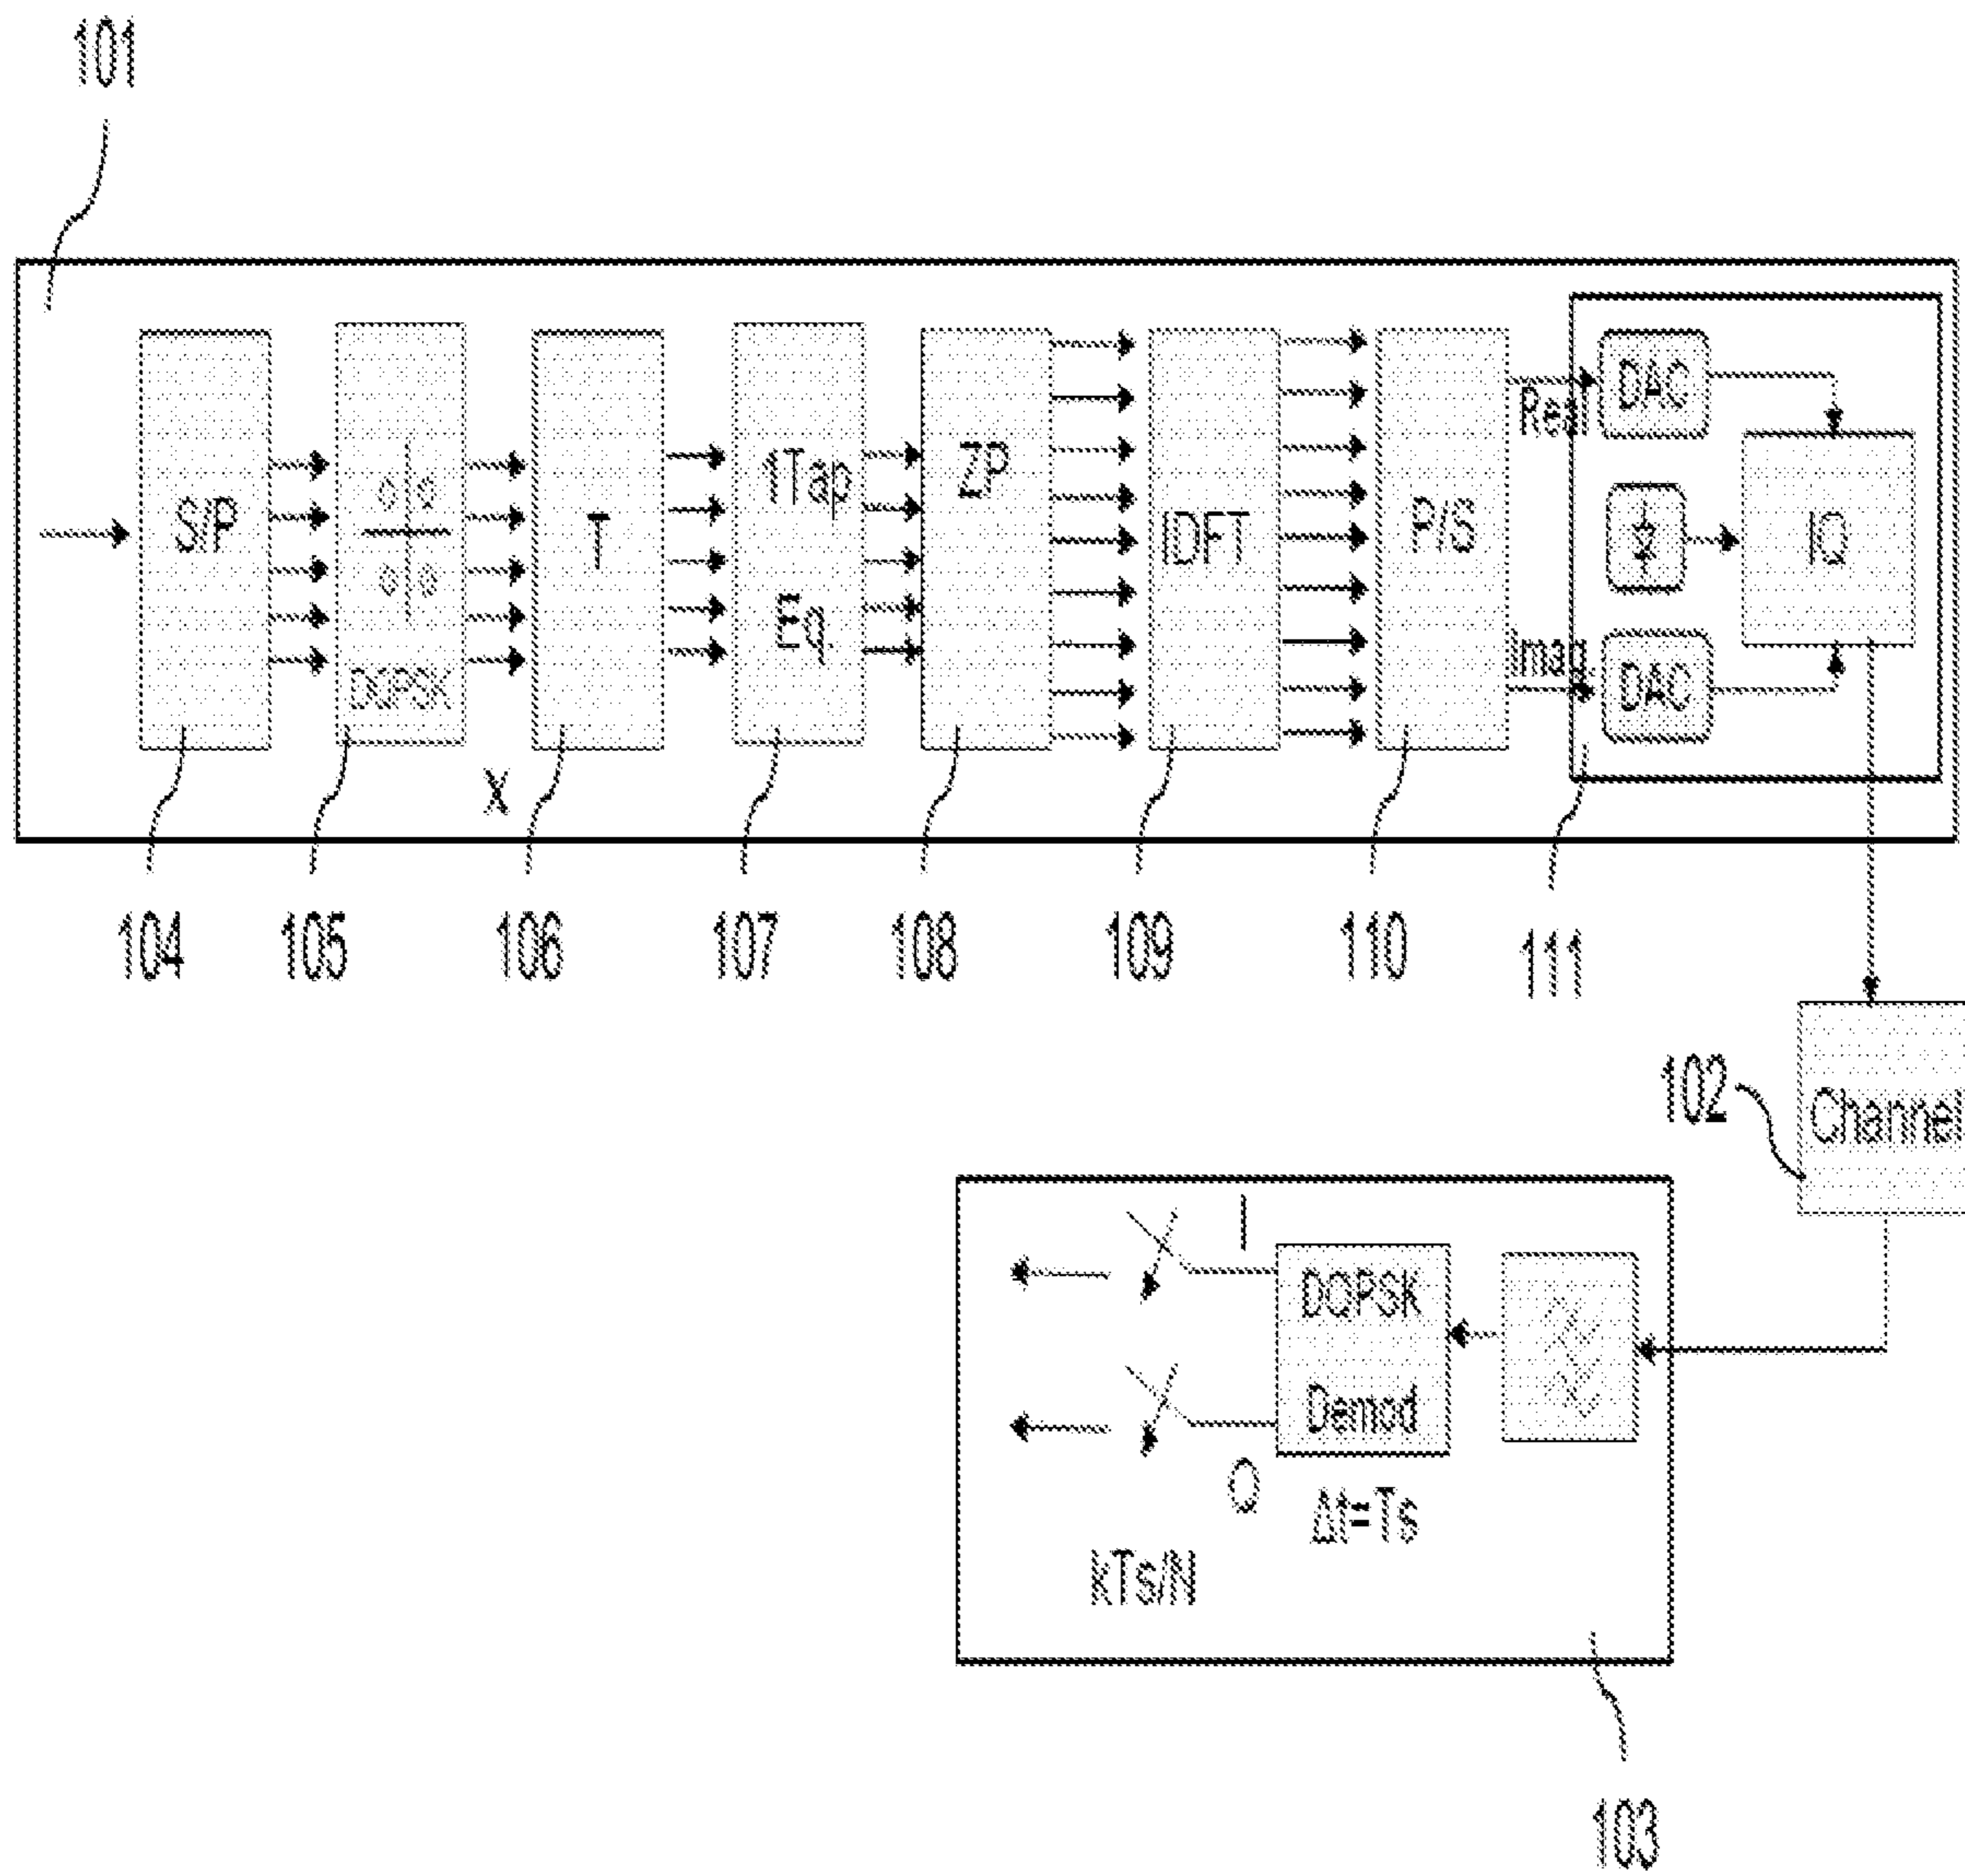 101
DAC
Real
S/P
1Tap
ZP
T
IDFT
P/S
IQ
Eq.
Imag.
DQPSK
DAC
X
104
105
106
107
108
109
110
111
102
Channel
I
DQPSK
Demod
Q
Δt=Ts
kTs/N
103